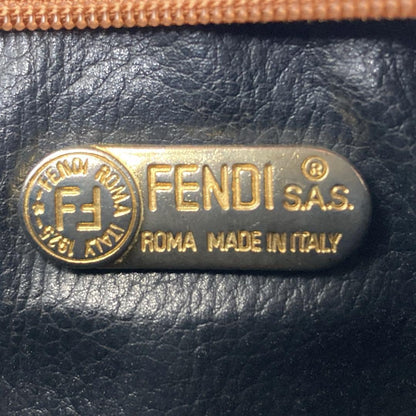 FENDI ROMA ITALY 1925
FF
FENDI S.A.S.®
ROMA MADE IN ITALY